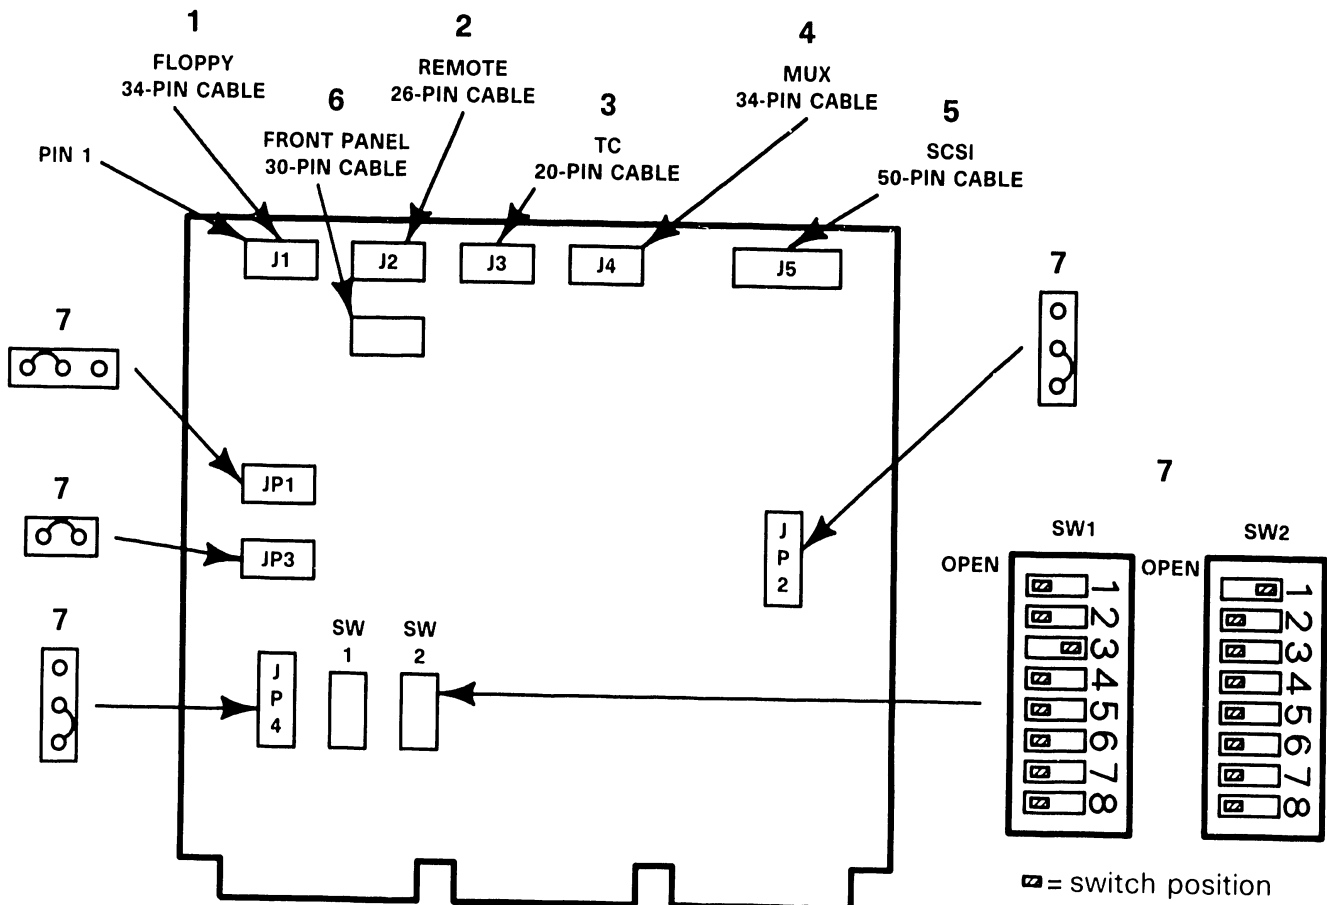 1
FLOPPY
34-PIN CABLE
2
REMOTE
26-PIN CABLE
3
TC
20-PIN CABLE
4
MUX
34-PIN CABLE
5
SCSI
50-PIN CABLE
6
FRONT PANEL
30-PIN CABLE
PIN 1
J1
J2
J3
J4
J5
7
7
7
7
JP1
JP3
JP4
JP2
SW
1
SW
2
7
SW1
OPEN
1
2
3
4
5
6
7
8
SW2
OPEN
1
2
3
4
5
6
7
8
= switch position